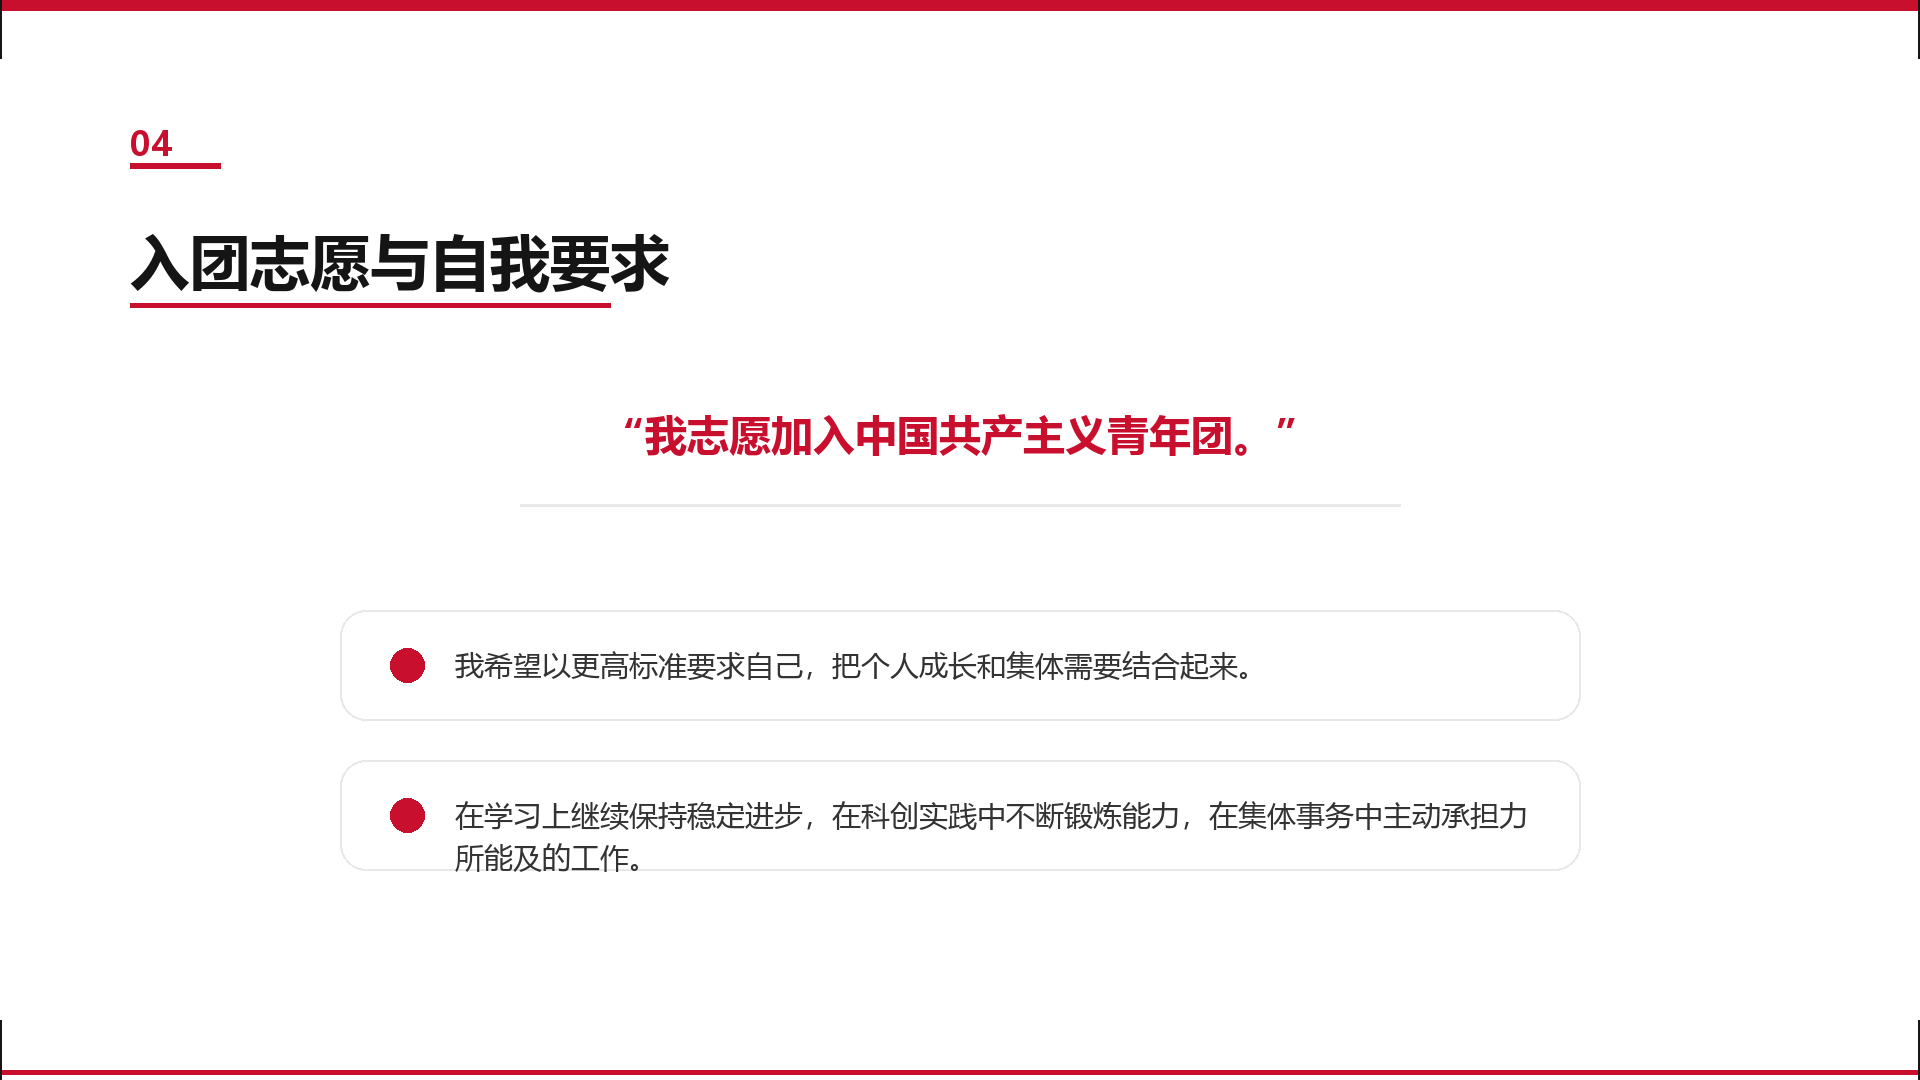 04
入团志愿与自我要求
“我志愿加入中国共产主义青年团。”
我希望以更高标准要求自己，把个人成长和集体需要结合起来。
在学习上继续保持稳定进步，在科创实践中不断锻炼能力，在集体事务中主动承担力
所能及的工作。